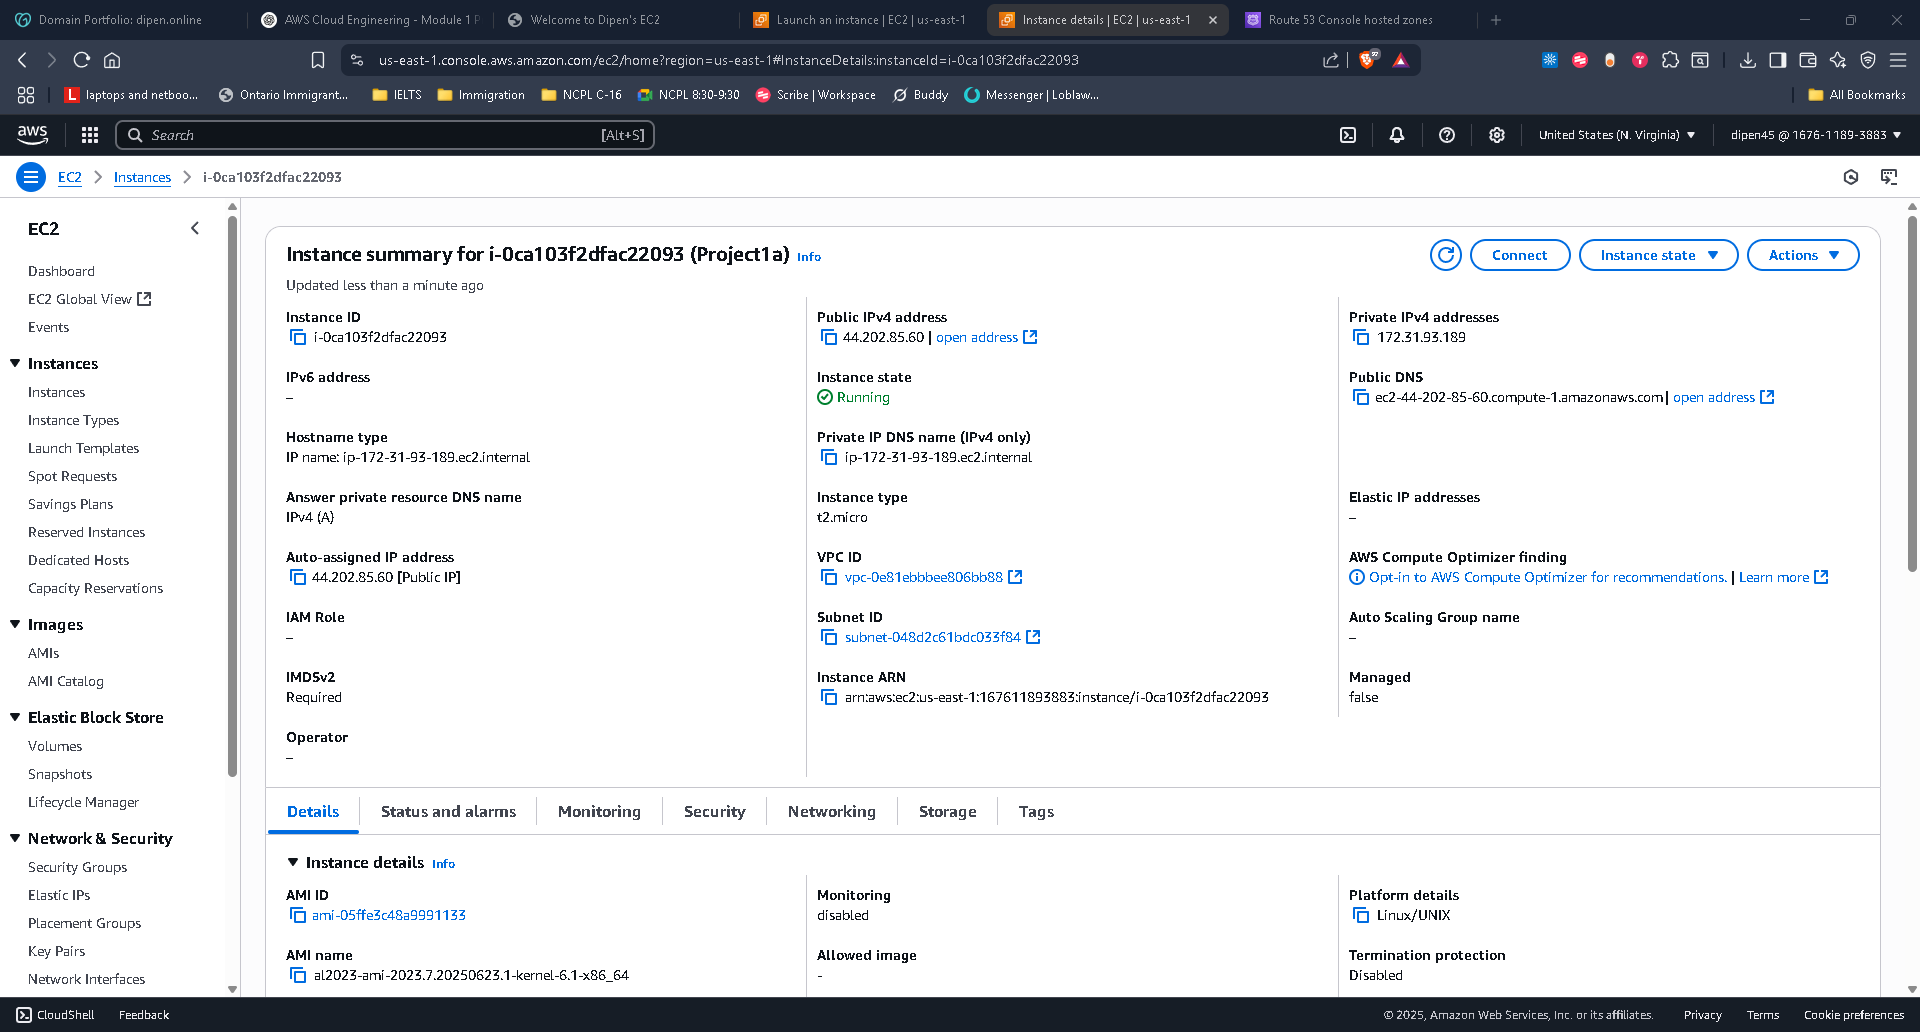 Domain Portfolio: dipen.online
AWS Cloud Engineering - Module 1 P
Welcome to Dipen's EC2
Launch an instance | EC2 | us-east-1
Instance details | EC2 | us-east-1
Route 53 Console hosted zones
us-east-1.console.aws.amazon.com/ec2/home?region=us-east-1#InstanceDetails:instanceId=i-0ca103f2dfac22093
laptops and netboo...
Ontario Immigrant...
IELTS
Immigration
NCPL C-16
NCPL 8:30-9:30
Scribe | Workspace
Buddy
Messenger | Loblaw...
All Bookmarks
aws
Search
[Alt+S]
United States (N. Virginia)
dipen45 @ 1676-1189-3883
EC2
Instances
i-0ca103f2dfac22093
EC2
Dashboard
EC2 Global View
Events
Instances
Instances
Instance Types
Launch Templates
Spot Requests
Savings Plans
Reserved Instances
Dedicated Hosts
Capacity Reservations
Images
AMIs
AMI Catalog
Elastic Block Store
Volumes
Snapshots
Lifecycle Manager
Network & Security
Security Groups
Elastic IPs
Placement Groups
Key Pairs
Network Interfaces
Instance summary for i-0ca103f2dfac22093 (Project1a) Info
Updated less than a minute ago
Connect
Instance state
Actions
Instance ID
i-0ca103f2dfac22093
Public IPv4 address
44.202.85.60 | open address
Private IPv4 addresses
172.31.93.189
IPv6 address
–
Instance state
Running
Public DNS
ec2-44-202-85-60.compute-1.amazonaws.com | open address
Hostname type
IP name: ip-172-31-93-189.ec2.internal
Private IP DNS name (IPv4 only)
ip-172-31-93-189.ec2.internal
Answer private resource DNS name
IPv4 (A)
Instance type
t2.micro
Elastic IP addresses
–
Auto-assigned IP address
44.202.85.60 [Public IP]
VPC ID
vpc-0e81ebbbee806bb88
AWS Compute Optimizer finding
Opt-in to AWS Compute Optimizer for recommendations. | Learn more
IAM Role
–
Subnet ID
subnet-048d2c61bdc033f84
Auto Scaling Group name
–
IMDSv2
Required
Instance ARN
arn:aws:ec2:us-east-1:167611893883:instance/i-0ca103f2dfac22093
Managed
false
Operator
–
Details
Status and alarms
Monitoring
Security
Networking
Storage
Tags
Instance details Info
AMI ID
ami-05ffe3c48a9991133
Monitoring
disabled
Platform details
Linux/UNIX
AMI name
al2023-ami-2023.7.20250623.1-kernel-6.1-x86_64
Allowed image
-
Termination protection
Disabled
CloudShell
Feedback
© 2025, Amazon Web Services, Inc. or its affiliates.
Privacy
Terms
Cookie preferences